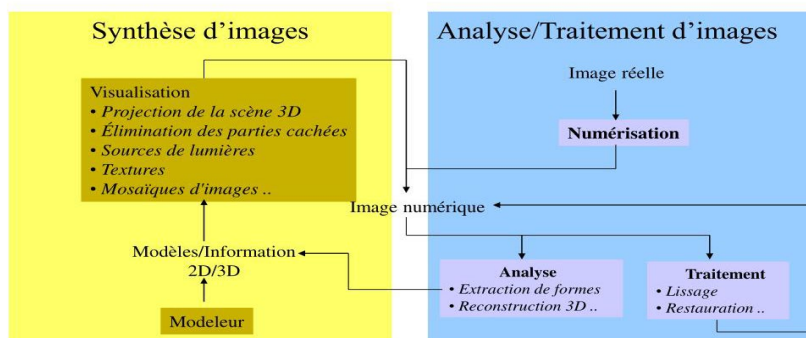 Synthèse d'images
Visualisation
• Projection de la scène 3D
• Élimination des parties cachées
• Sources de lumières
• Textures
• Mosaïques d'images ..
Modèles/Information
2D/3D
Modeleur
Analyse/Traitement d'images
Image réelle
Numérisation
Image numérique
Analyse
• Extraction de formes
• Reconstruction 3D ..
Traitement
• Lissage
• Restauration ..